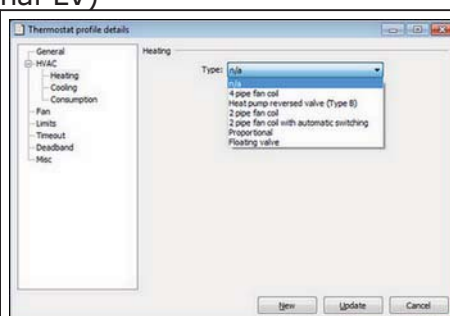 Thermostat profile details
General
HVAC
Heating
Cooling
Consumption
Fan
Limits
Timeout
Deadband
Misc
Heating
Type: n/a
n/a
4 pipe fan coil
Heat pump reversed valve (Type B)
2 pipe fan coil
2 pipe fan coil with automatic switching
Proportional
Floating valve
New Update Cancel